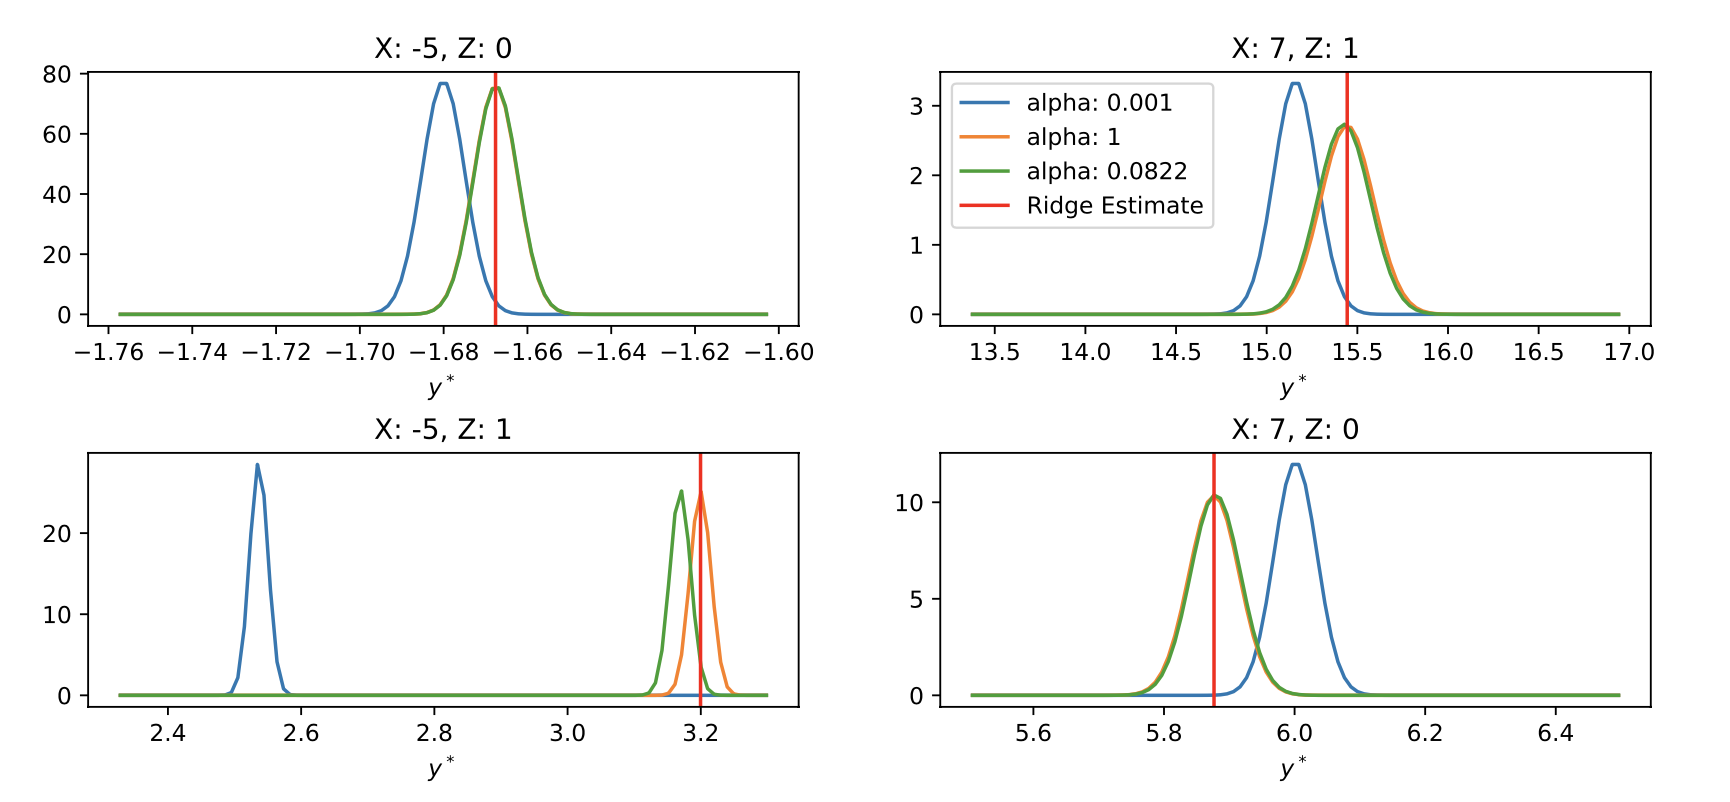 X: -5, Z: 0
80
60
40
20
0
−1.76 −1.74 −1.72 −1.70 −1.68 −1.66 −1.64 −1.62 −1.60
y*
X: 7, Z: 1
alpha: 0.001
alpha: 1
alpha: 0.0822
Ridge Estimate
3
2
1
0
13.5 14.0 14.5 15.0 15.5 16.0 16.5 17.0
y*
X: -5, Z: 1
20
10
0
2.4 2.6 2.8 3.0 3.2
y*
X: 7, Z: 0
10
5
0
5.6 5.8 6.0 6.2 6.4
y*